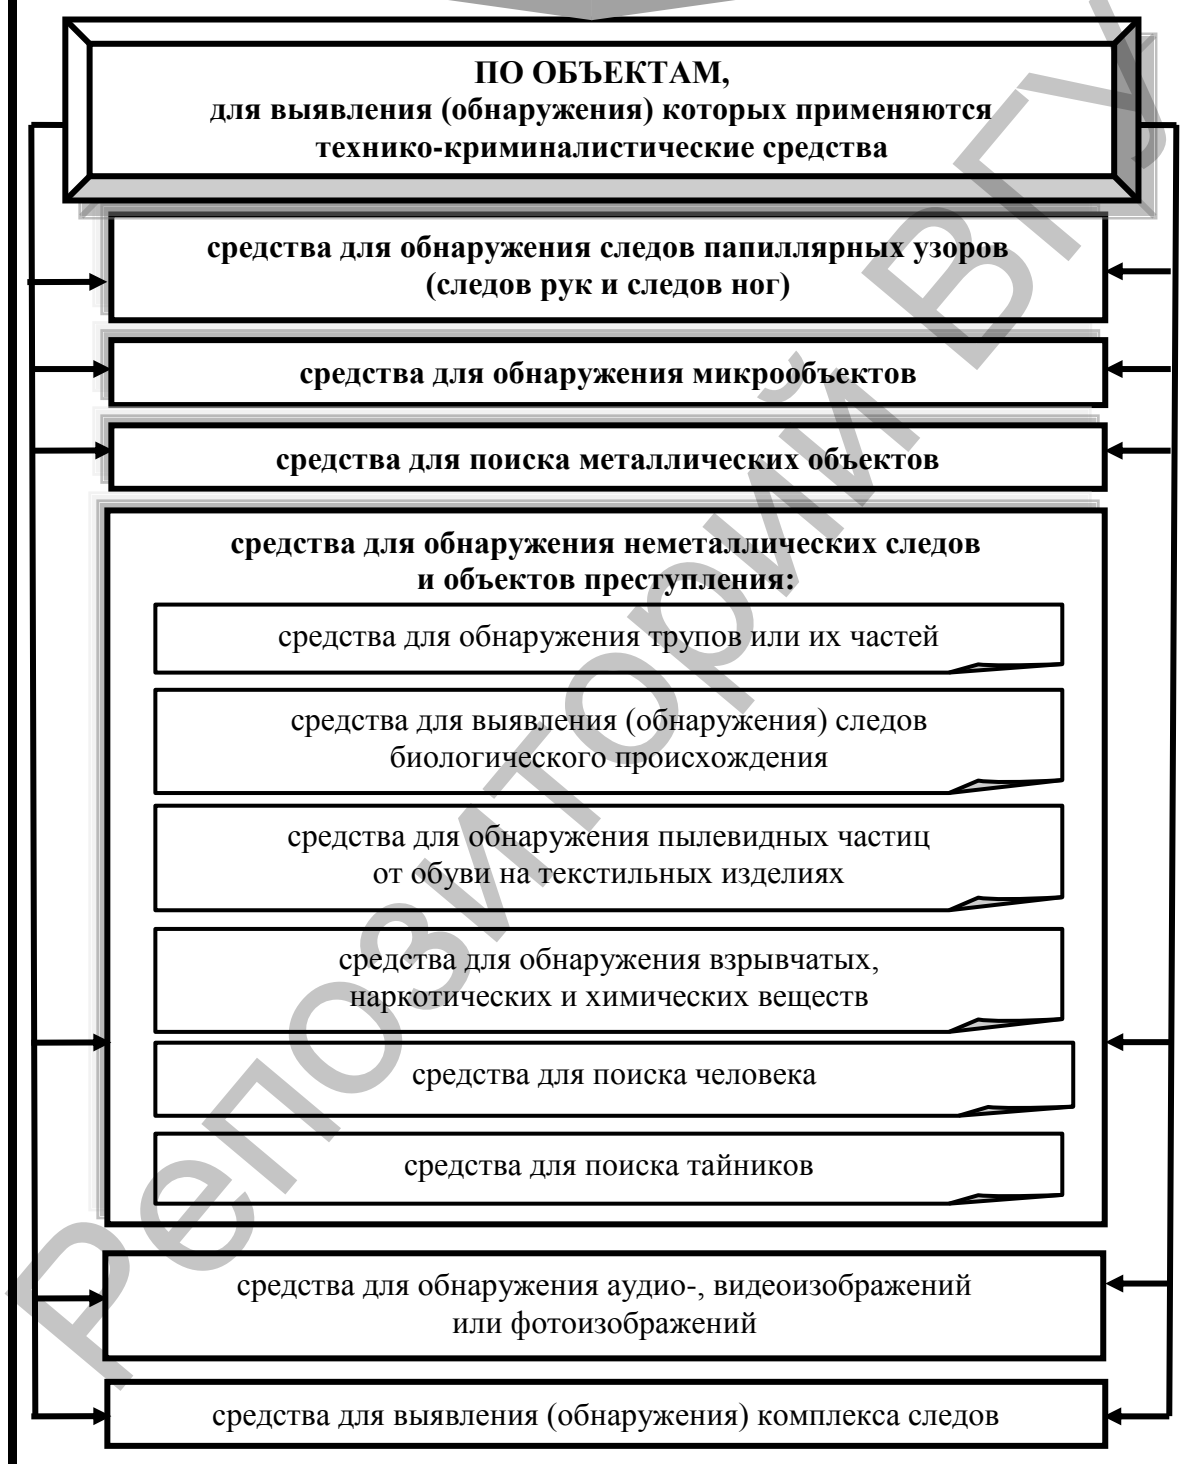 ПО ОБЪЕКТАМ,
для выявления (обнаружения) которых применяются
технико-криминалистические средства
средства для обнаружения следов папиллярных узоров
(следов рук и следов ног)
средства для обнаружения микрообъектов
средства для поиска металлических объектов
средства для обнаружения неметаллических следов
и объектов преступления:
средства для обнаружения трупов или их частей
средства для выявления (обнаружения) следов
биологического происхождения
средства для обнаружения пылевидных частиц
от обуви на текстильных изделиях
средства для обнаружения взрывчатых,
наркотических и химических веществ
средства для поиска человека
средства для поиска тайников
средства для обнаружения аудио-, видеоизображений
или фотоизображений
средства для выявления (обнаружения) комплекса следов
Репозиторий ВГУ